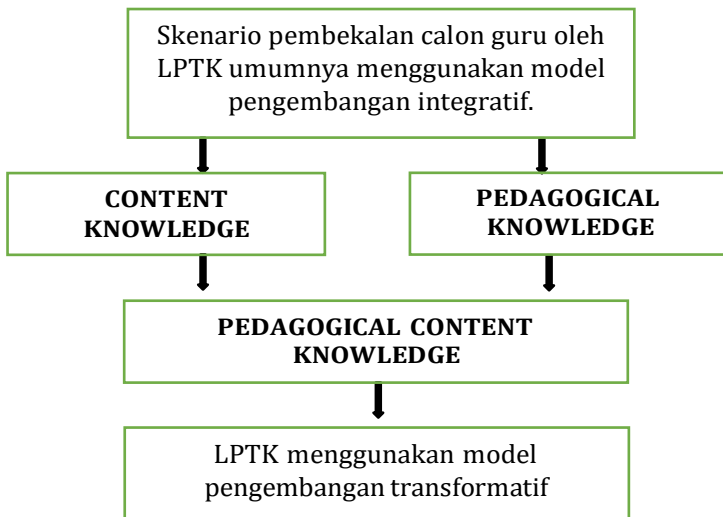 Skenario pembekalan calon guru oleh
LPTK umumnya menggunakan model
pengembangan integratif.
CONTENT
KNOWLEDGE
PEDAGOGICAL
KNOWLEDGE
PEDAGOGICAL CONTENT
KNOWLEDGE
LPTK menggunakan model
pengembangan transformatif